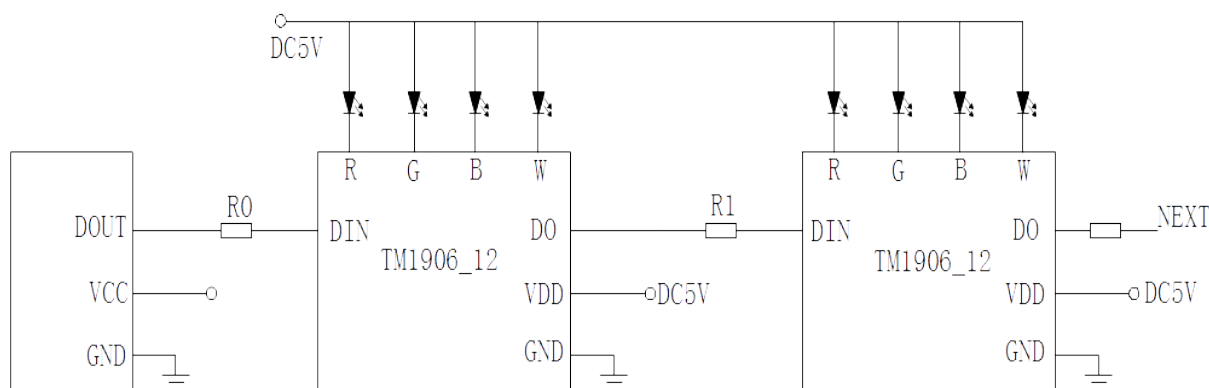 DC5V
R G B W
R G B W
DOUT
R0
DIN
DO
R1
DIN
DO
NEXT
TM1906_12
TM1906_12
VCC
VDD
DC5V
VDD
DC5V
GND
GND
GND